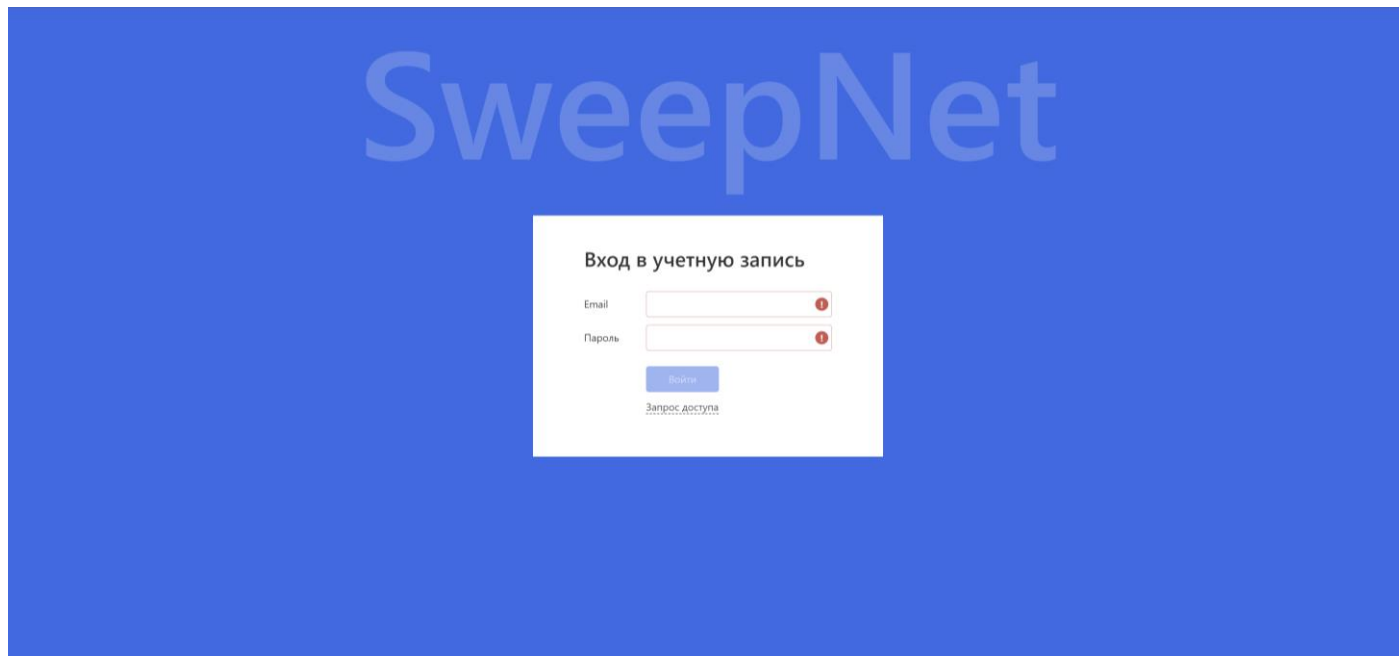 SweepNet
Вход в учетную запись
Email
Пароль
Войти
Запрос доступа